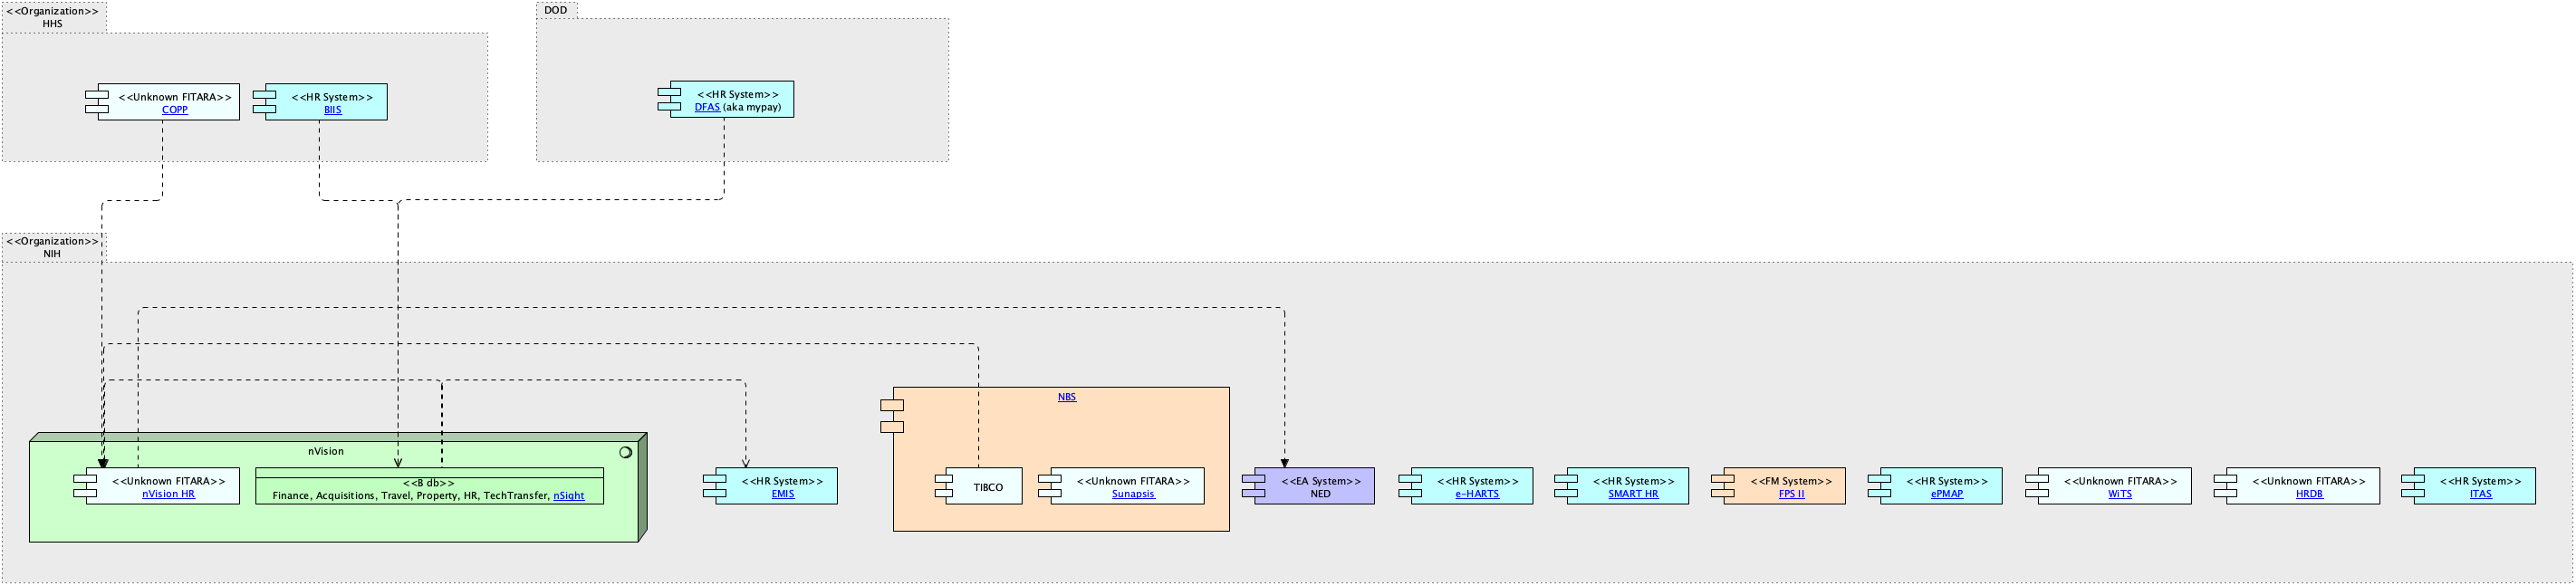 <<Organization>>
HHS
DOD
<<Unknown FITARA>>
COPP
<<HR System>>
BIIS
<<HR System>>
DFAS (aka mypay)
<<Organization>>
NIH
nVision
<<Unknown FITARA>>
nVision HR
<<B db>>
Finance, Acquisitions, Travel, Property, HR, TechTransfer, nSight
<<HR System>>
EMIS
NBS
TIBCO
<<Unknown FITARA>>
Sunapsis
<<EA System>>
NED
<<HR System>>
e-HARTS
<<HR System>>
SMART HR
<<FM System>>
FPS II
<<HR System>>
ePMAP
<<Unknown FITARA>>
WiTS
<<Unknown FITARA>>
HRDB
<<HR System>>
ITAS